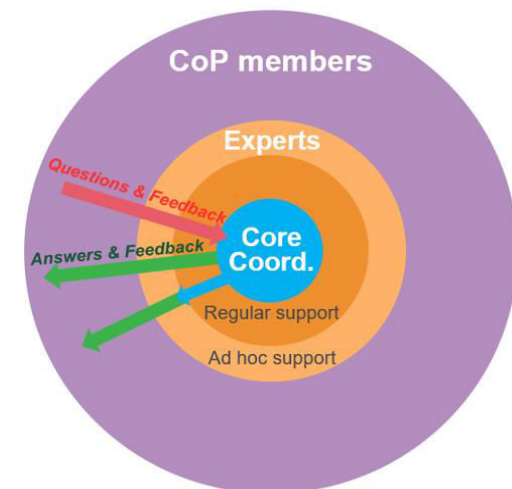 CoP members
Experts
Questions & Feedback
Answers & Feedback
Core
Coord.
Regular support
Ad hoc support